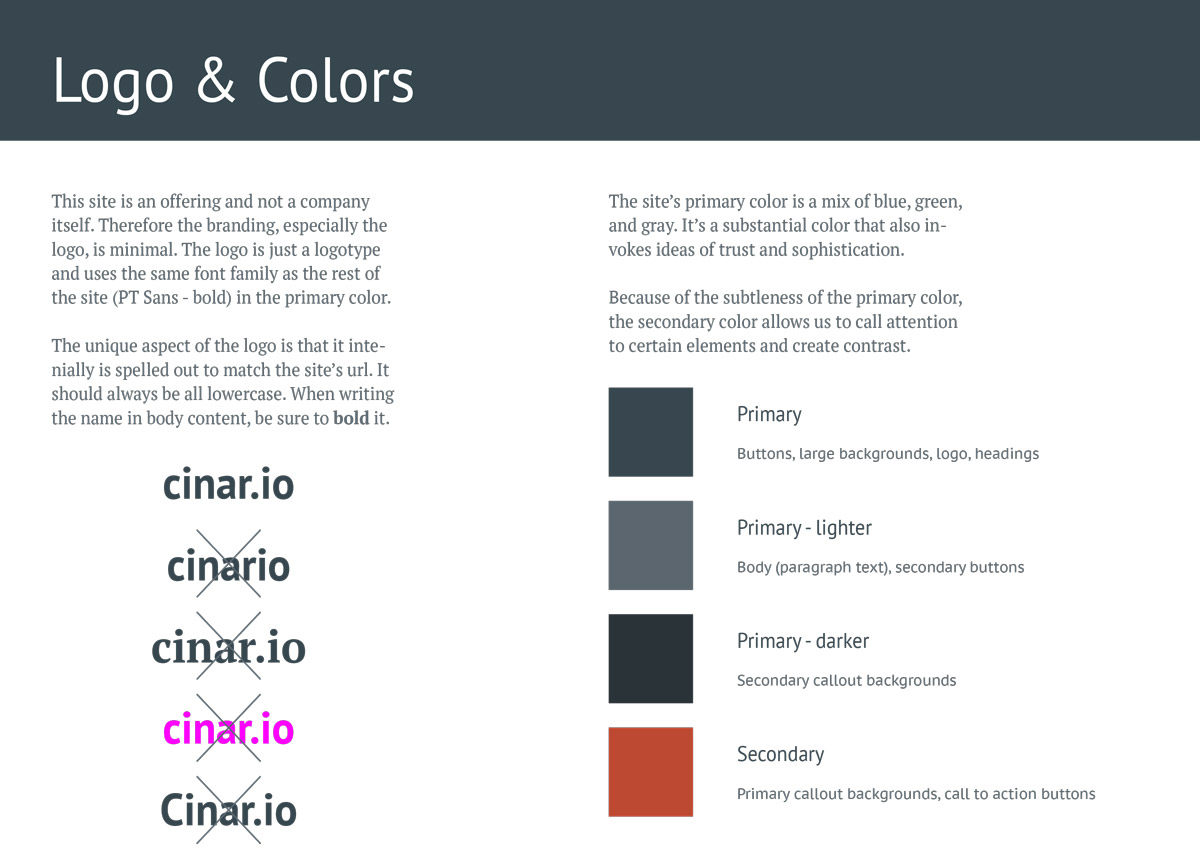 Logo & Colors
This site is an offering and not a company
itself. Therefore the branding, especially the
logo, is minimal. The logo is just a logotype
and uses the same font family as the rest of
the site (PT Sans - bold) in the primary color.
The unique aspect of the logo is that it inte-
nially is spelled out to match the site’s url. It
should always be all lowercase. When writing
the name in body content, be sure to bold it.
cinar.io
cinario
cinar.io
cinar.io
Cinar.io
The site’s primary color is a mix of blue, green,
and gray. It’s a substantial color that also in-
vokes ideas of trust and sophistication.
Because of the subtleness of the primary color,
the secondary color allows us to call attention
to certain elements and create contrast.
Primary
Buttons, large backgrounds, logo, headings
Primary - lighter
Body (paragraph text), secondary buttons
Primary - darker
Secondary callout backgrounds
Secondary
Primary callout backgrounds, call to action buttons